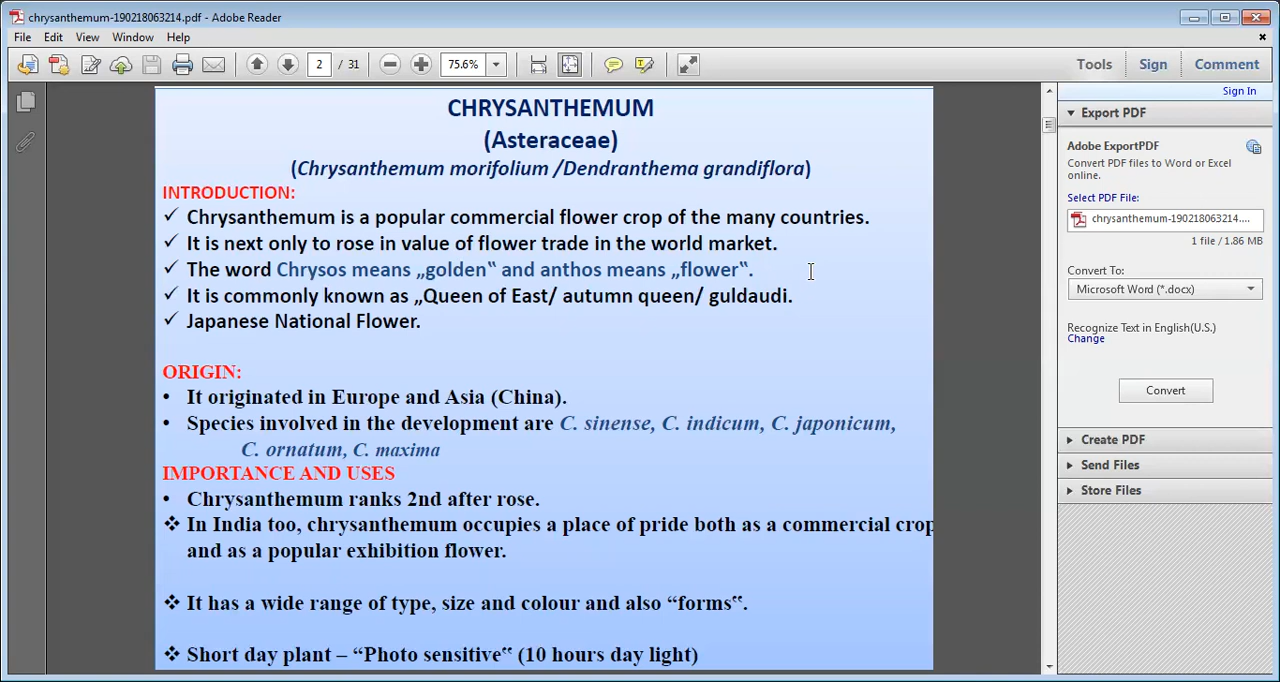 chrysanthemum-190218063214.pdf - Adobe Reader
File Edit View Window Help
2 / 31 75.6% Tools Sign Comment
Sign In
CHRYSANTHEMUM
(Asteraceae)
(Chrysanthemum morifolium /Dendranthema grandiflora)
INTRODUCTION:
✓ Chrysanthemum is a popular commercial flower crop of the many countries.
✓ It is next only to rose in value of flower trade in the world market.
✓ The word Chrysos means „golden‟ and anthos means „flower‟.
✓ It is commonly known as „Queen of East/ autumn queen/ guldaudi.
✓ Japanese National Flower.
ORIGIN:
• It originated in Europe and Asia (China).
• Species involved in the development are C. sinense, C. indicum, C. japonicum,
C. ornatum, C. maxima
IMPORTANCE AND USES
• Chrysanthemum ranks 2nd after rose.
❖ In India too, chrysanthemum occupies a place of pride both as a commercial crop
and as a popular exhibition flower.
❖ It has a wide range of type, size and colour and also “forms‟.
❖ Short day plant – “Photo sensitive‟ (10 hours day light)
Export PDF
Adobe ExportPDF
Convert PDF files to Word or Excel
online.
Select PDF File:
chrysanthemum-190218063214....
1 file / 1.86 MB
Convert To:
Microsoft Word (*.docx)
Recognize Text in English(U.S.)
Change
Convert
Create PDF
Send Files
Store Files